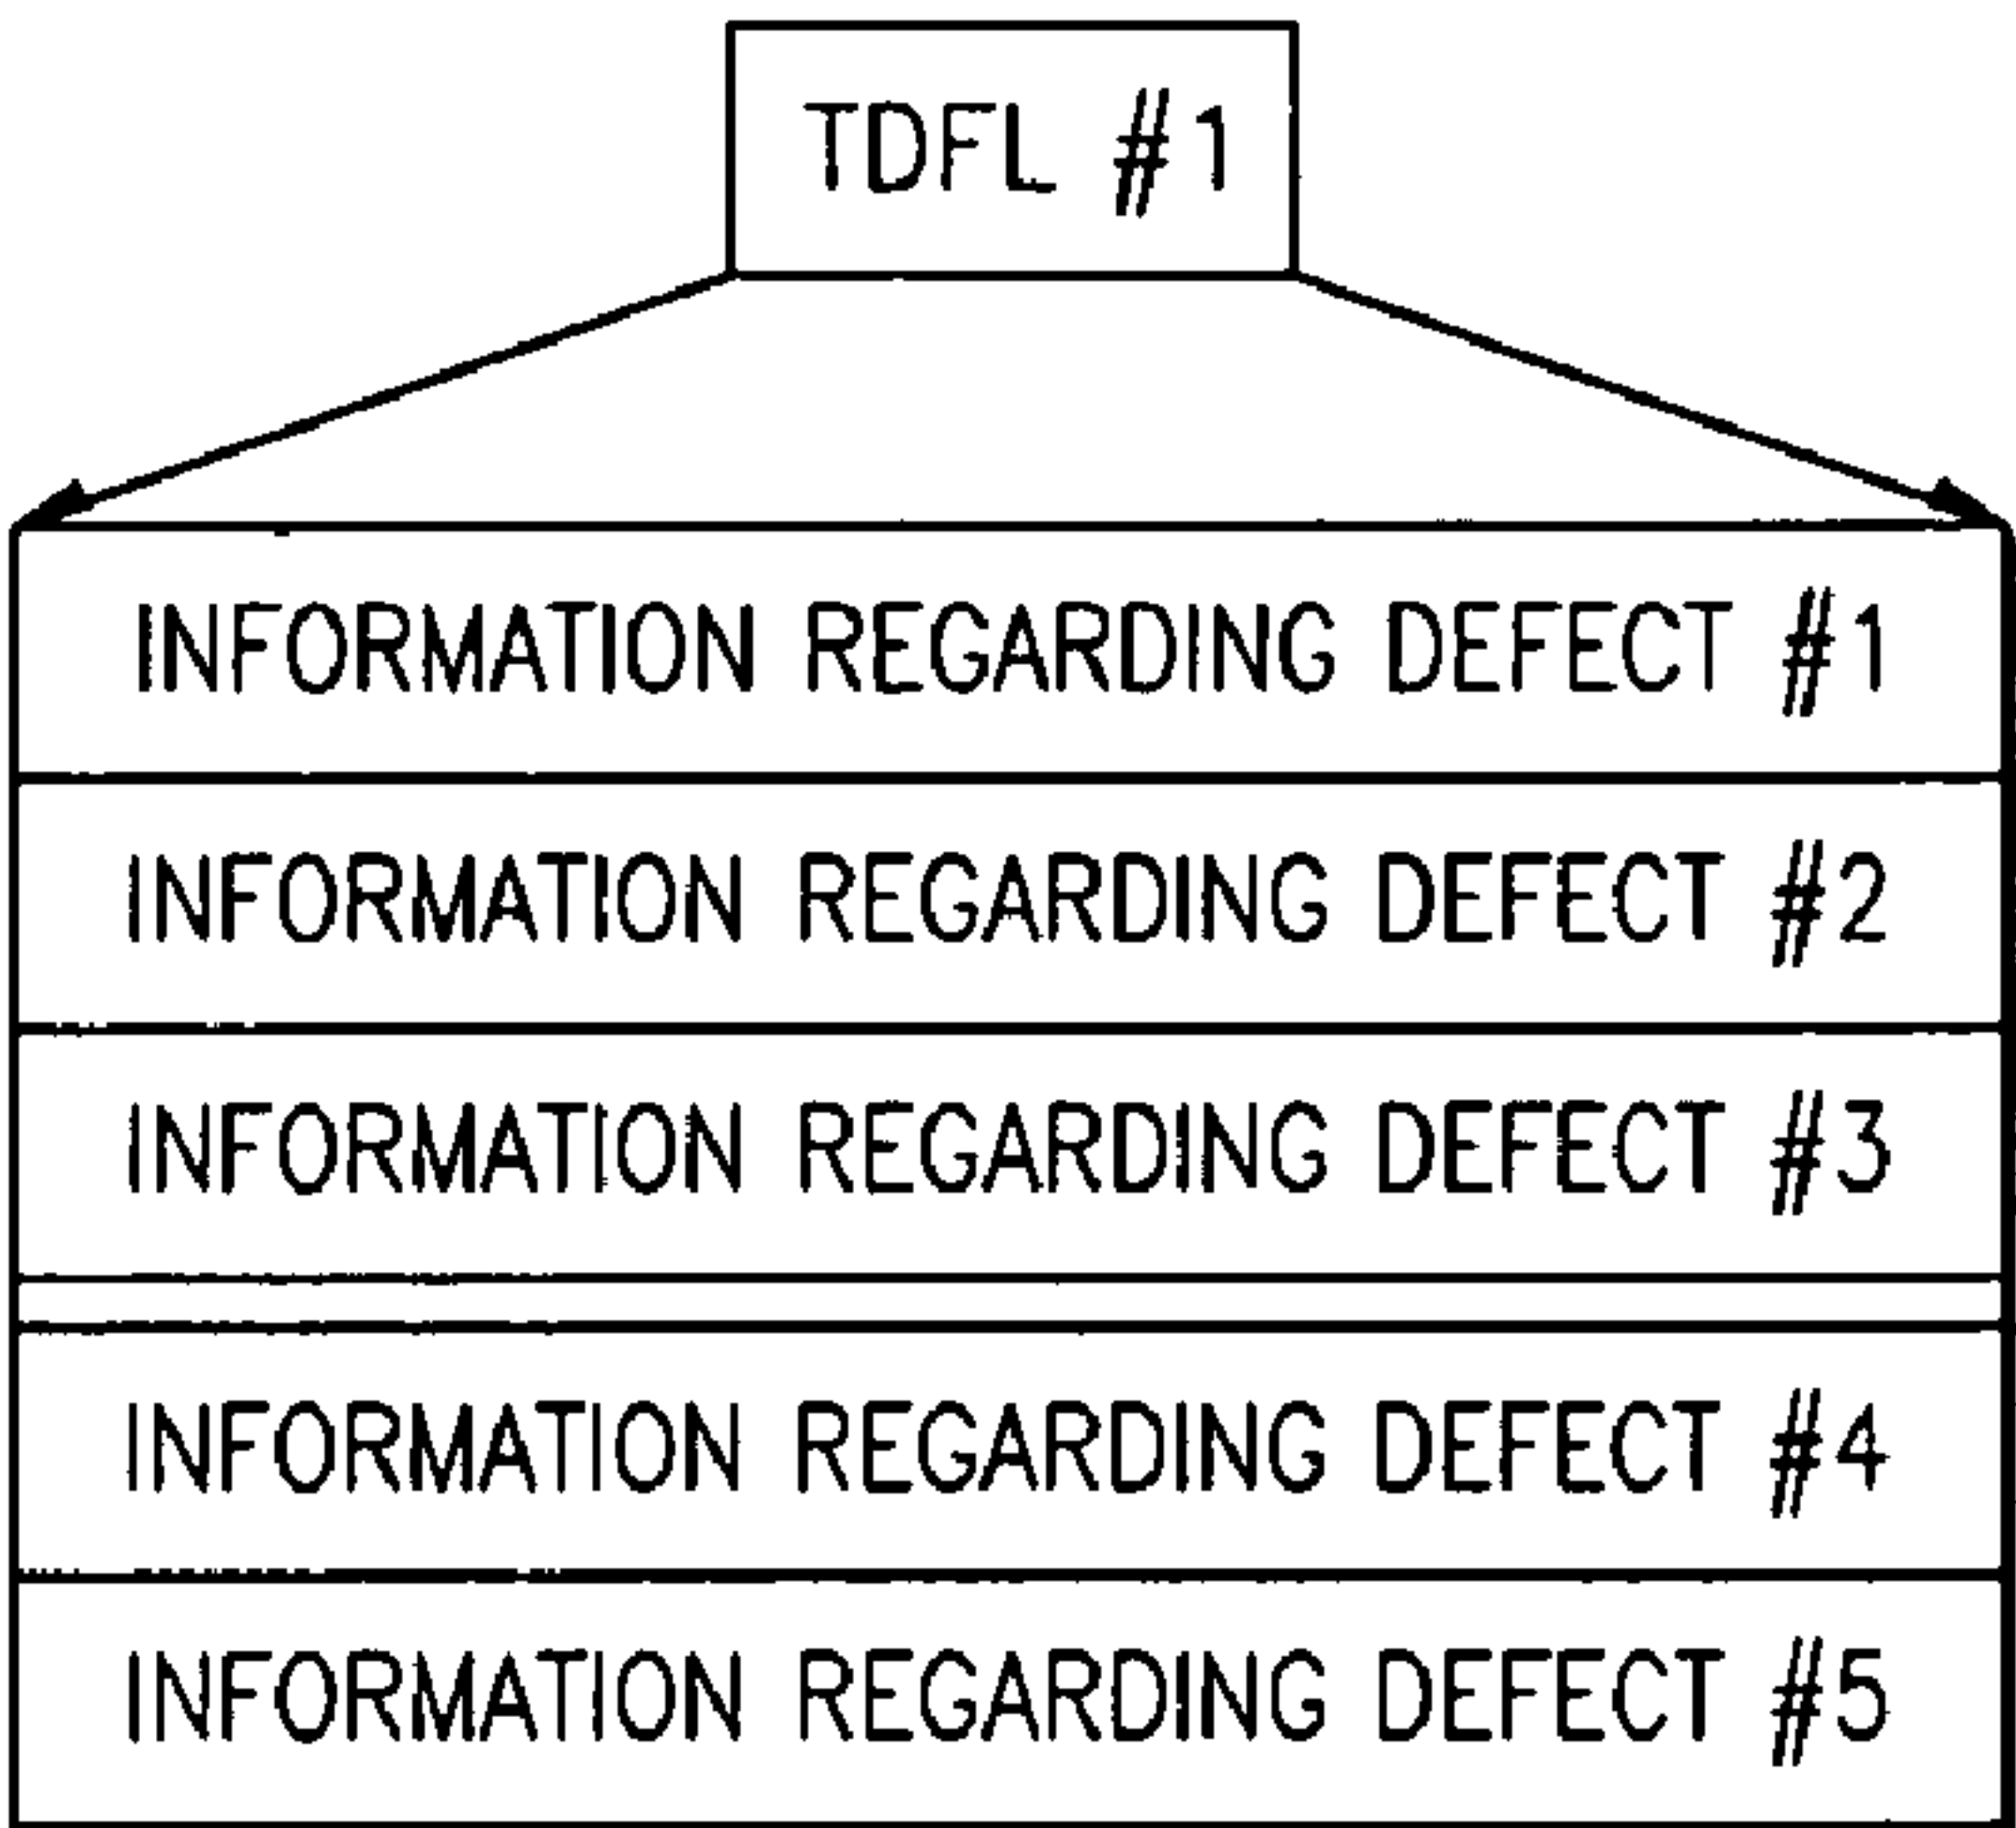 TDFL #1
INFORMATION REGARDING DEFECT #1
INFORMATION REGARDING DEFECT #2
INFORMATION REGARDING DEFECT #3
INFORMATION REGARDING DEFECT #4
INFORMATION REGARDING DEFECT #5